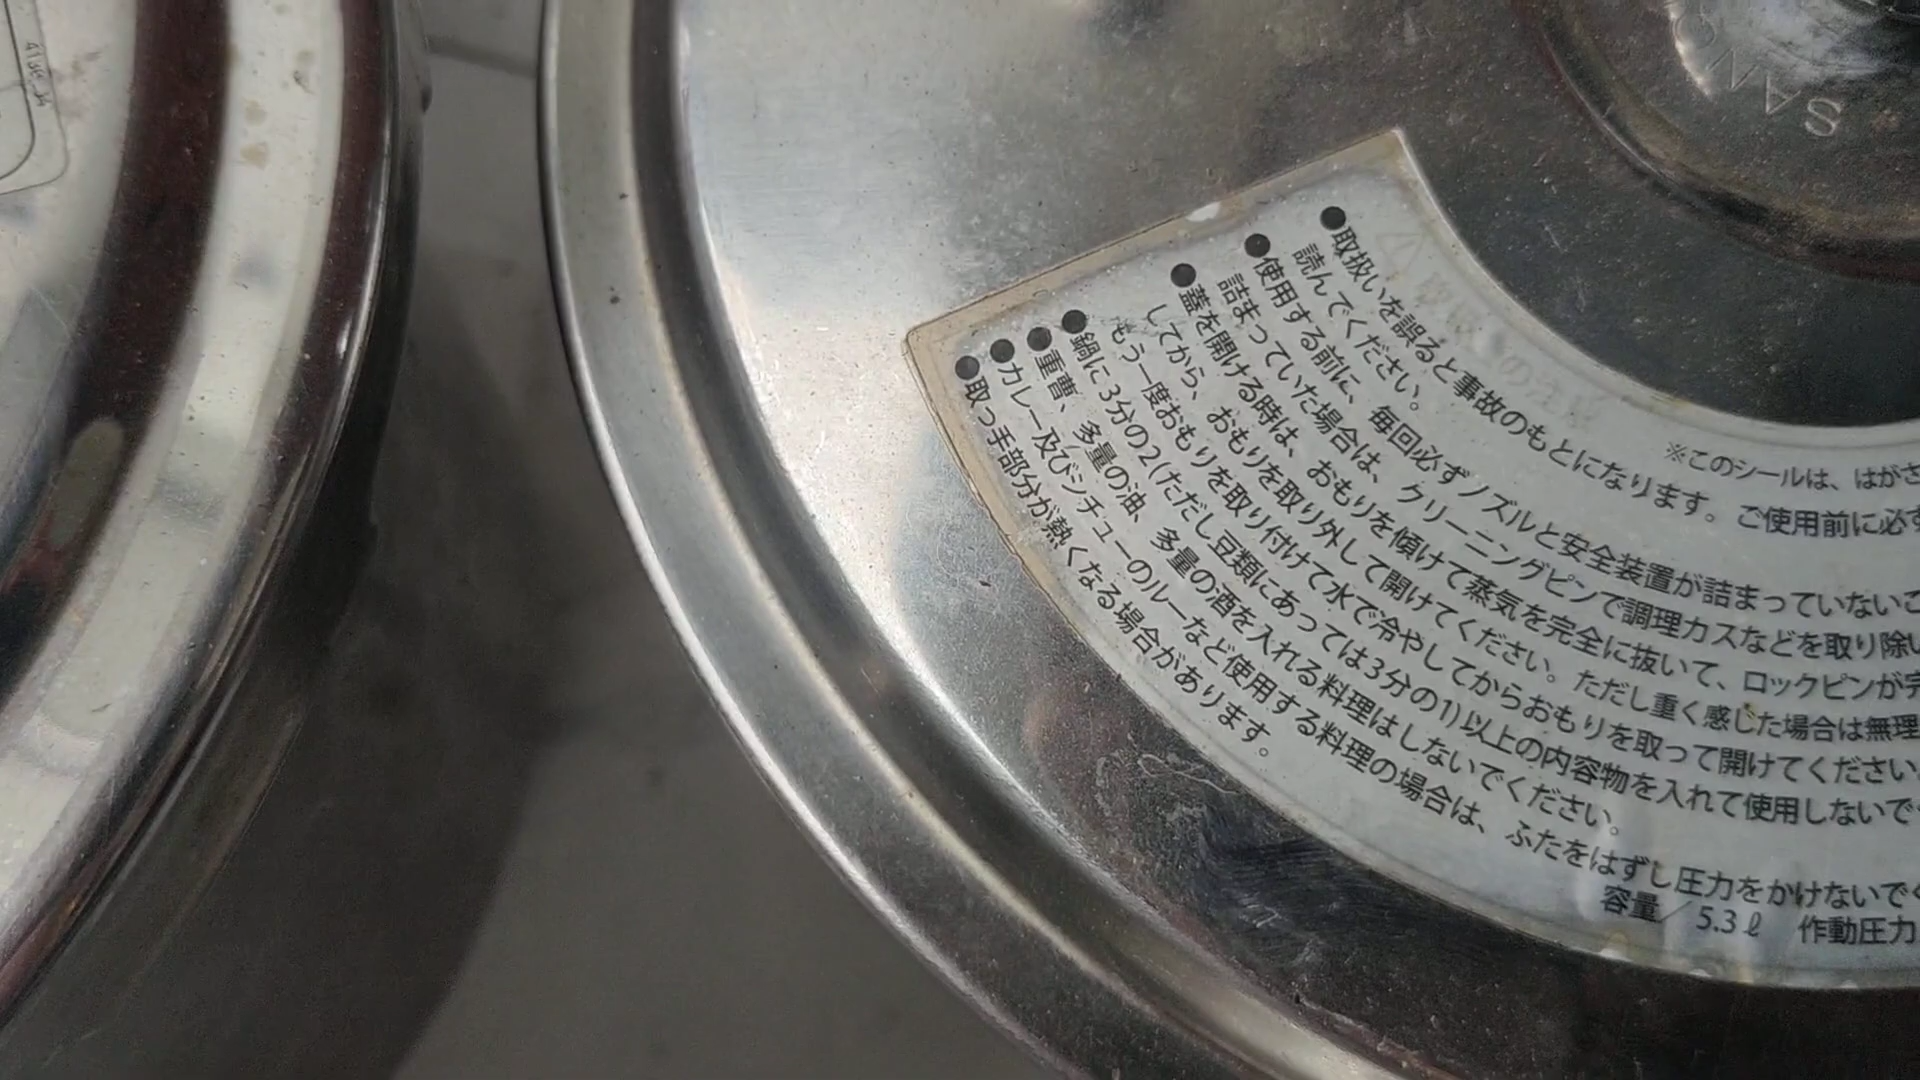 SANC
※このシールは、はがさ
●取扱いを誤ると事故のもとになります。ご使用前に必ず
読んでください。
●使用する前に、毎回必ずノズルと安全装置が詰まっていないこ
詰まっていた場合は、クリーニングピンで調理カスなどを取り除い
●蓋を開ける時は、おもりを傾けて蒸気を完全に抜いて、ロックピンが完
してから、おもりを取り外して開けてください。ただし重く感じた場合は無理
もう一度おもりを取り付けて水で冷やしてからおもりを取って開けてください。
●鍋に3分の2(ただし豆類にあっては3分の1)以上の内容物を入れて使用しないで
●重曹、多量の油、多量の酒を入れる料理はしないでください。
●カレー及びシチューのルーなど使用する料理の場合は、ふたをはずし圧力をかけないで
●取っ手部分が熱くなる場合があります。
容量／5.3ℓ 作動圧力